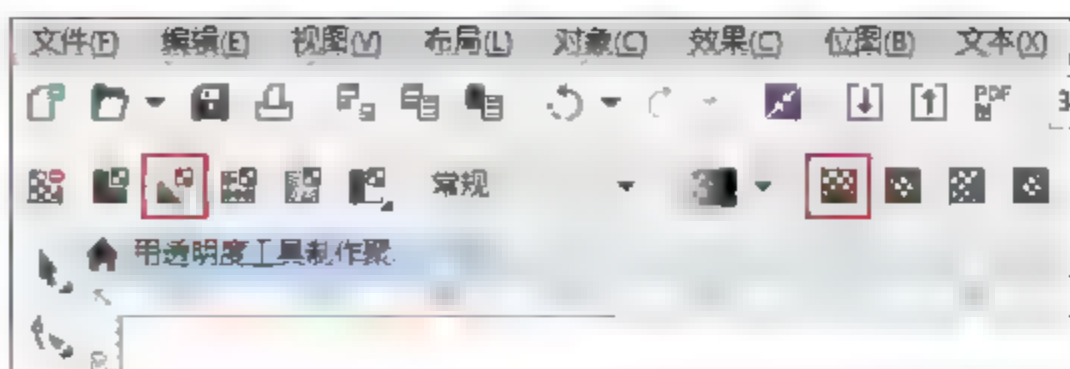 文件(F) 编辑(E) 视图(V) 布局(L) 对象(C) 效果(C) 位图(B) 文本(X)
PDF
常规
用透明度工具制作聚